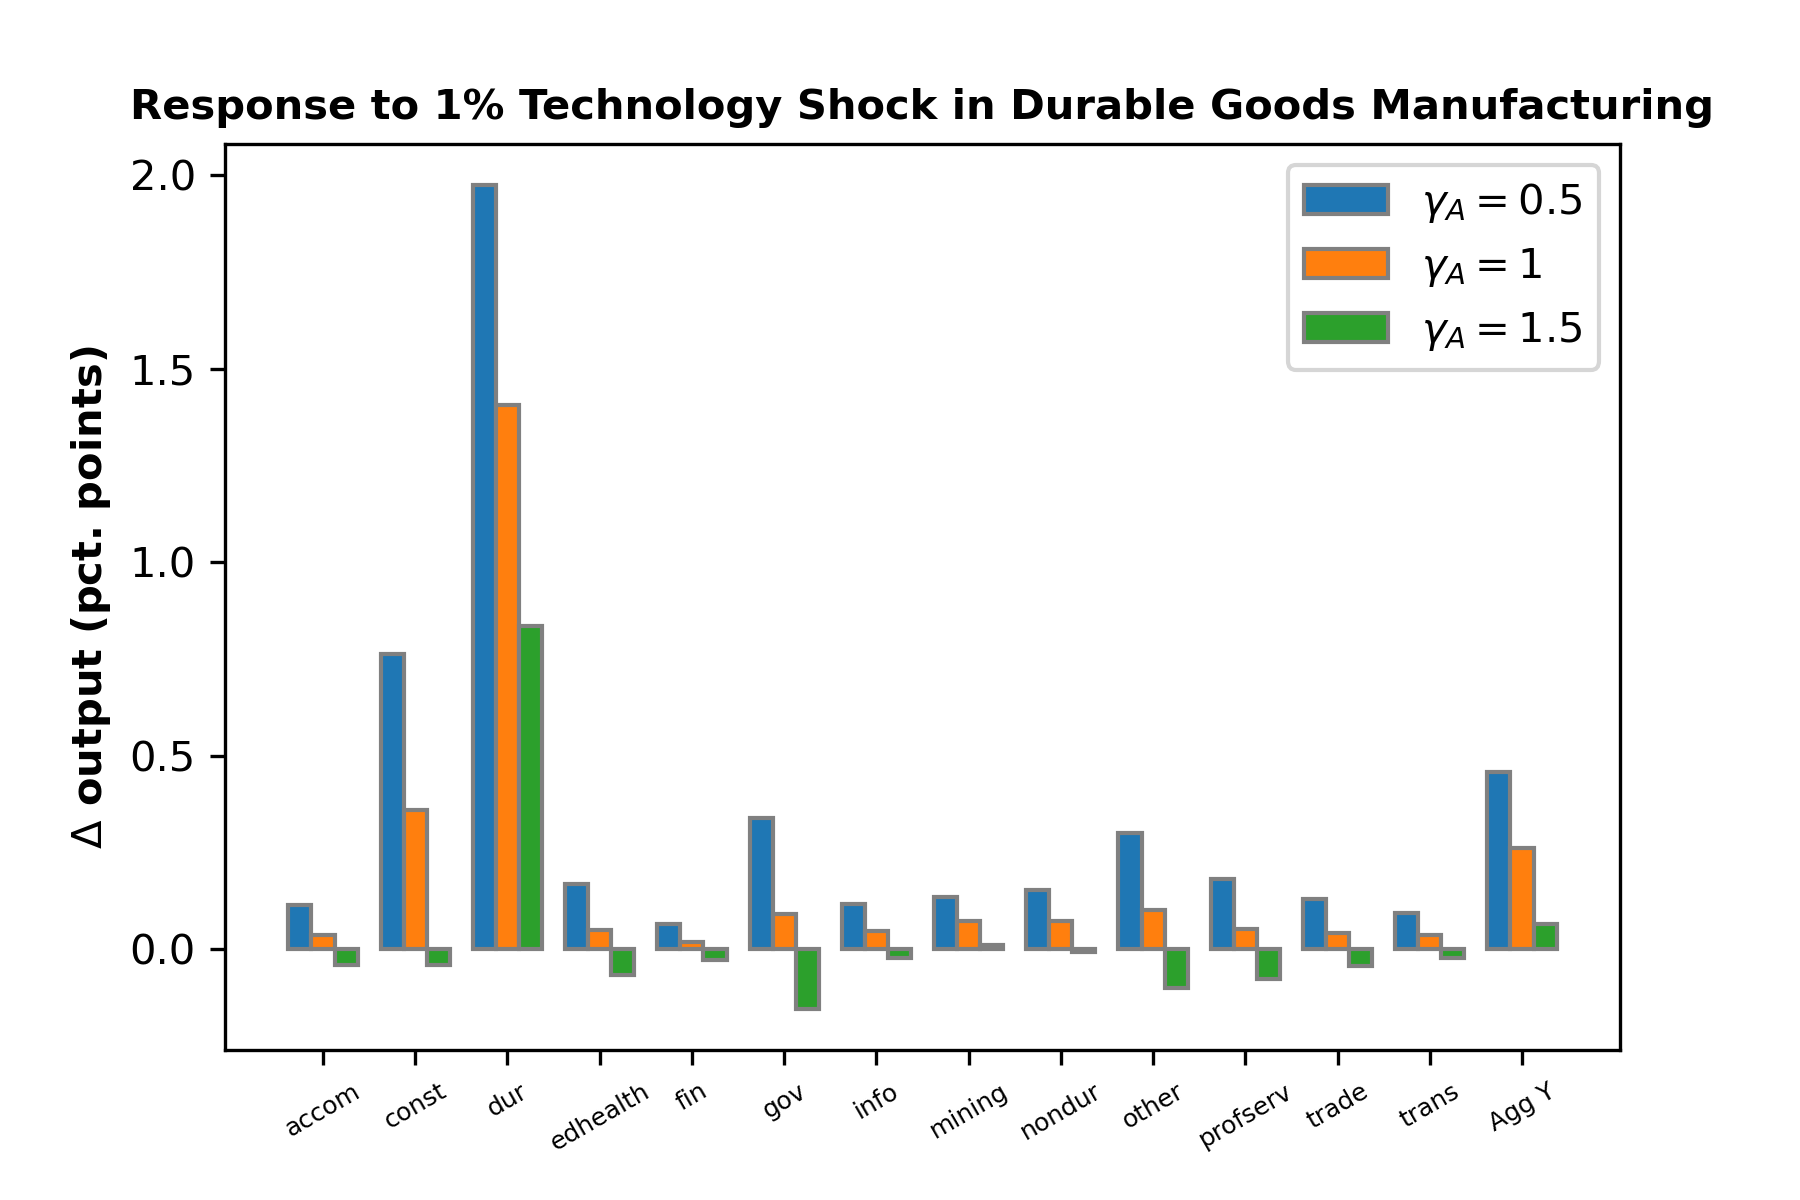 Response to 1% Technology Shock in Durable Goods Manufacturing
Δ output (pct. points)
2.0
1.5
1.0
0.5
0.0
γA = 0.5
γA = 1
γA = 1.5
accom
const
dur
edhealth
fin
gov
info
mining
nondur
other
profserv
trade
trans
Agg Y